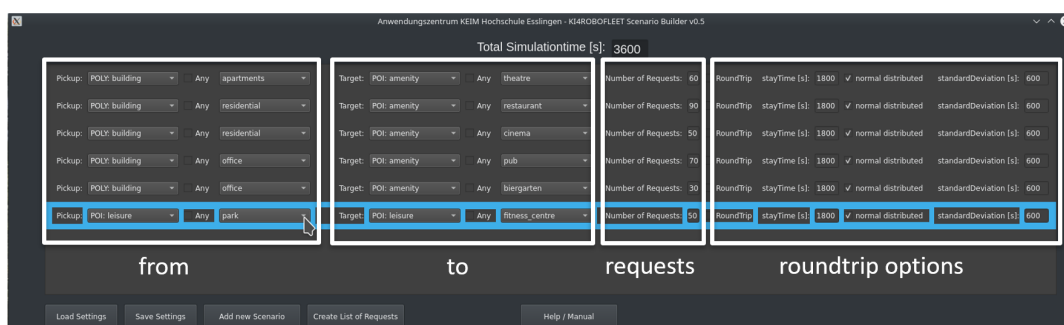 Anwendungszentrum KEIM Hochschule Esslingen - KI4ROBOFLEET Scenario Builder v0.5
Total Simulationtime [s]: 3600
Pickup: POLY: building Any apartments Target: POI: amenity Any theatre Number of Requests: 60 RoundTrip stayTime [s]: 1800 normal distributed standardDeviation [s]: 600
Pickup: POLY: building Any residential Target: POI: amenity Any restaurant Number of Requests: 90 RoundTrip stayTime [s]: 1800 normal distributed standardDeviation [s]: 600
Pickup: POLY: building Any residential Target: POI: amenity Any cinema Number of Requests: 50 RoundTrip stayTime [s]: 1800 normal distributed standardDeviation [s]: 600
Pickup: POLY: building Any office Target: POI: amenity Any pub Number of Requests: 70 RoundTrip stayTime [s]: 1800 normal distributed standardDeviation [s]: 600
Pickup: POLY: building Any office Target: POI: amenity Any biergarten Number of Requests: 30 RoundTrip stayTime [s]: 1800 normal distributed standardDeviation [s]: 600
Pickup: POI: leisure Any park Target: POI: leisure Any fitness_centre Number of Requests: 50 RoundTrip stayTime [s]: 1800 normal distributed standardDeviation [s]: 600
from to requests roundtrip options
Load Settings Save Settings Add new Scenario Create List of Requests Help / Manual